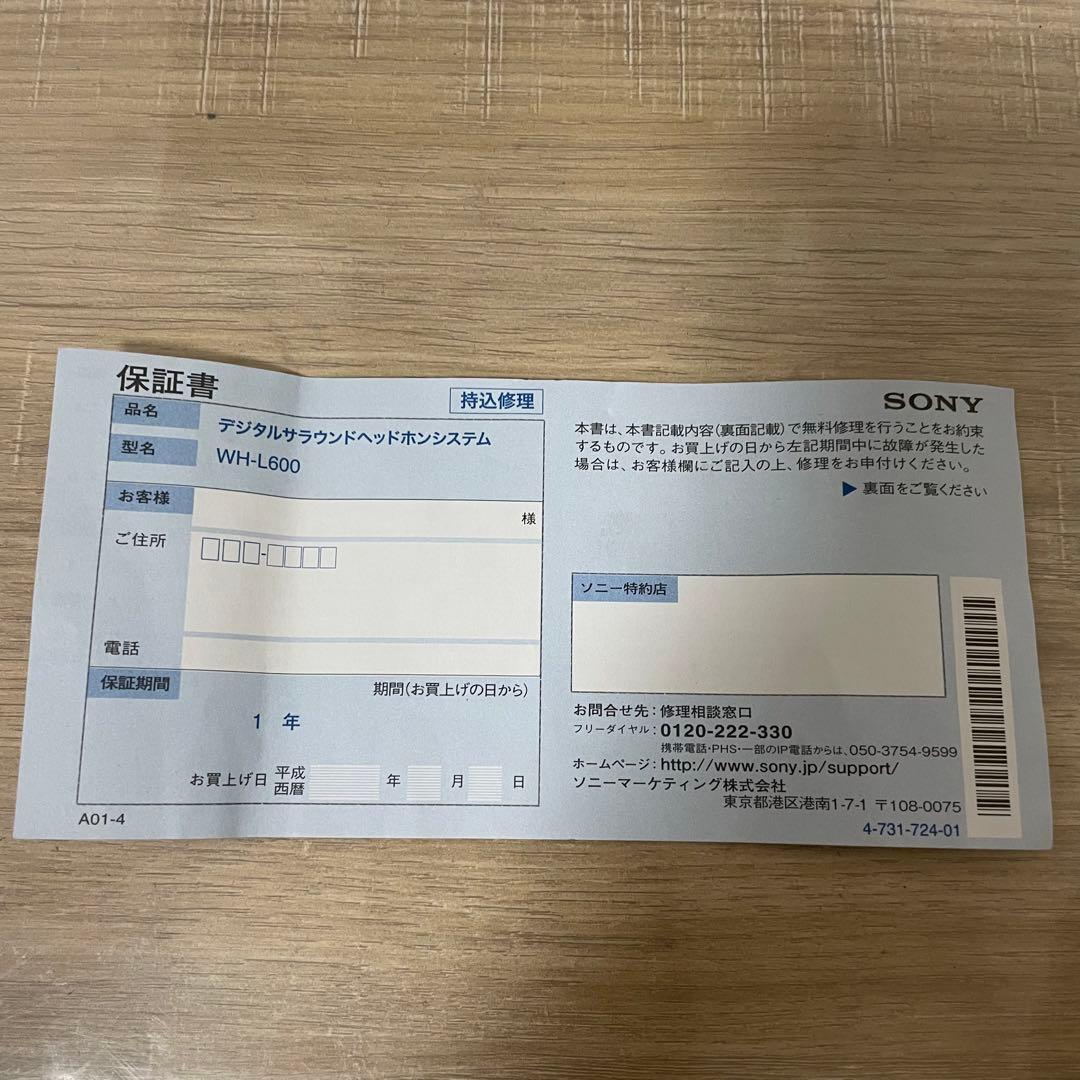 保証書
持込修理
品名
デジタルサラウンドヘッドホンシステム
型名
WH-L600
お客様
様
ご住所
電話
保証期間
期間(お買上げの日から)
1 年
お買上げ日 平成 西暦 年 月 日
A01-4
SONY
本書は、本書記載内容(裏面記載)で無料修理を行うことをお約束
するものです。お買上げの日から左記期間中に故障が発生した
場合は、お客様欄にご記入の上、修理をお申付けください。
▶ 裏面をご覧ください
ソニー特約店
お問合せ先:修理相談窓口
フリーダイヤル:0120-222-330
携帯電話・PHS・一部のIP電話からは、050-3754-9599
ホームページ:http://www.sony.jp/support/
ソニーマーケティング株式会社
東京都港区港南1-7-1 〒108-0075
4-731-724-01